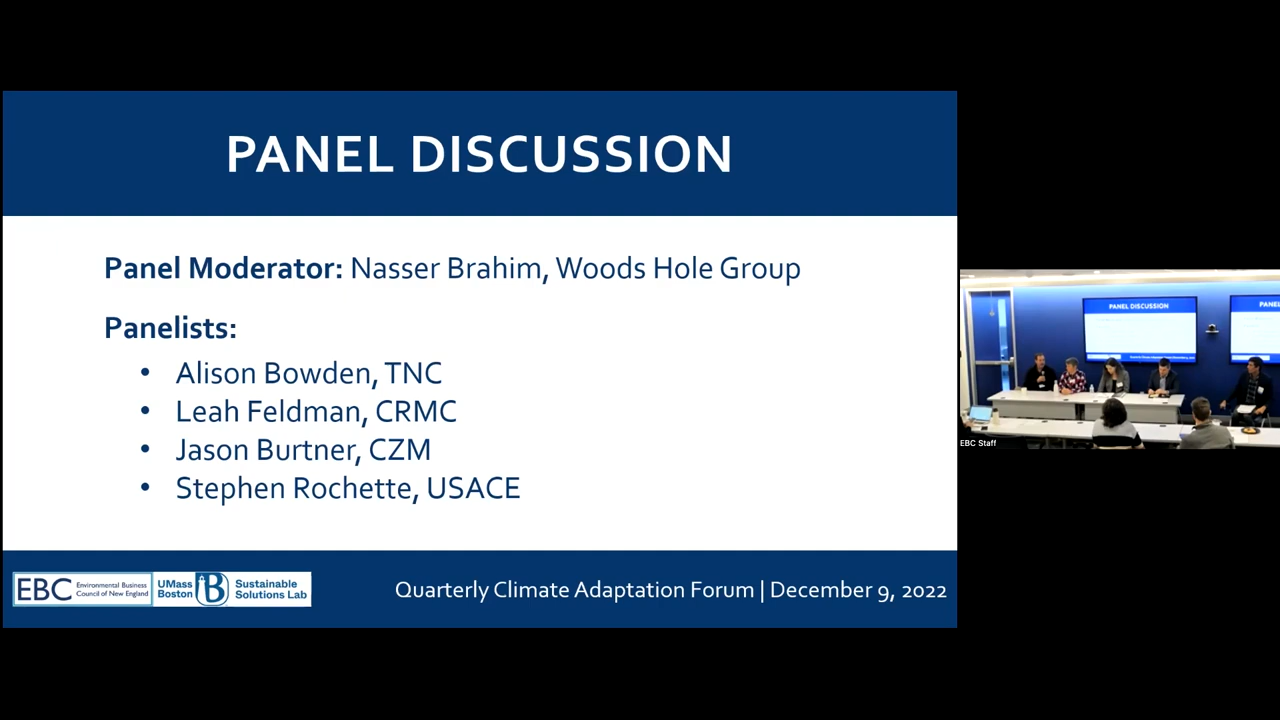 PANEL DISCUSSION
Panel Moderator: Nasser Brahim, Woods Hole Group
Panelists:
• Alison Bowden, TNC
• Leah Feldman, CRMC
• Jason Burtner, CZM
• Stephen Rochette, USACE
EBC Environmental Business
Council of New England
UMass
Boston
B
Sustainable
Solutions Lab
Quarterly Climate Adaptation Forum | December 9, 2022
PANEL DISCUSSION
EBC Staff